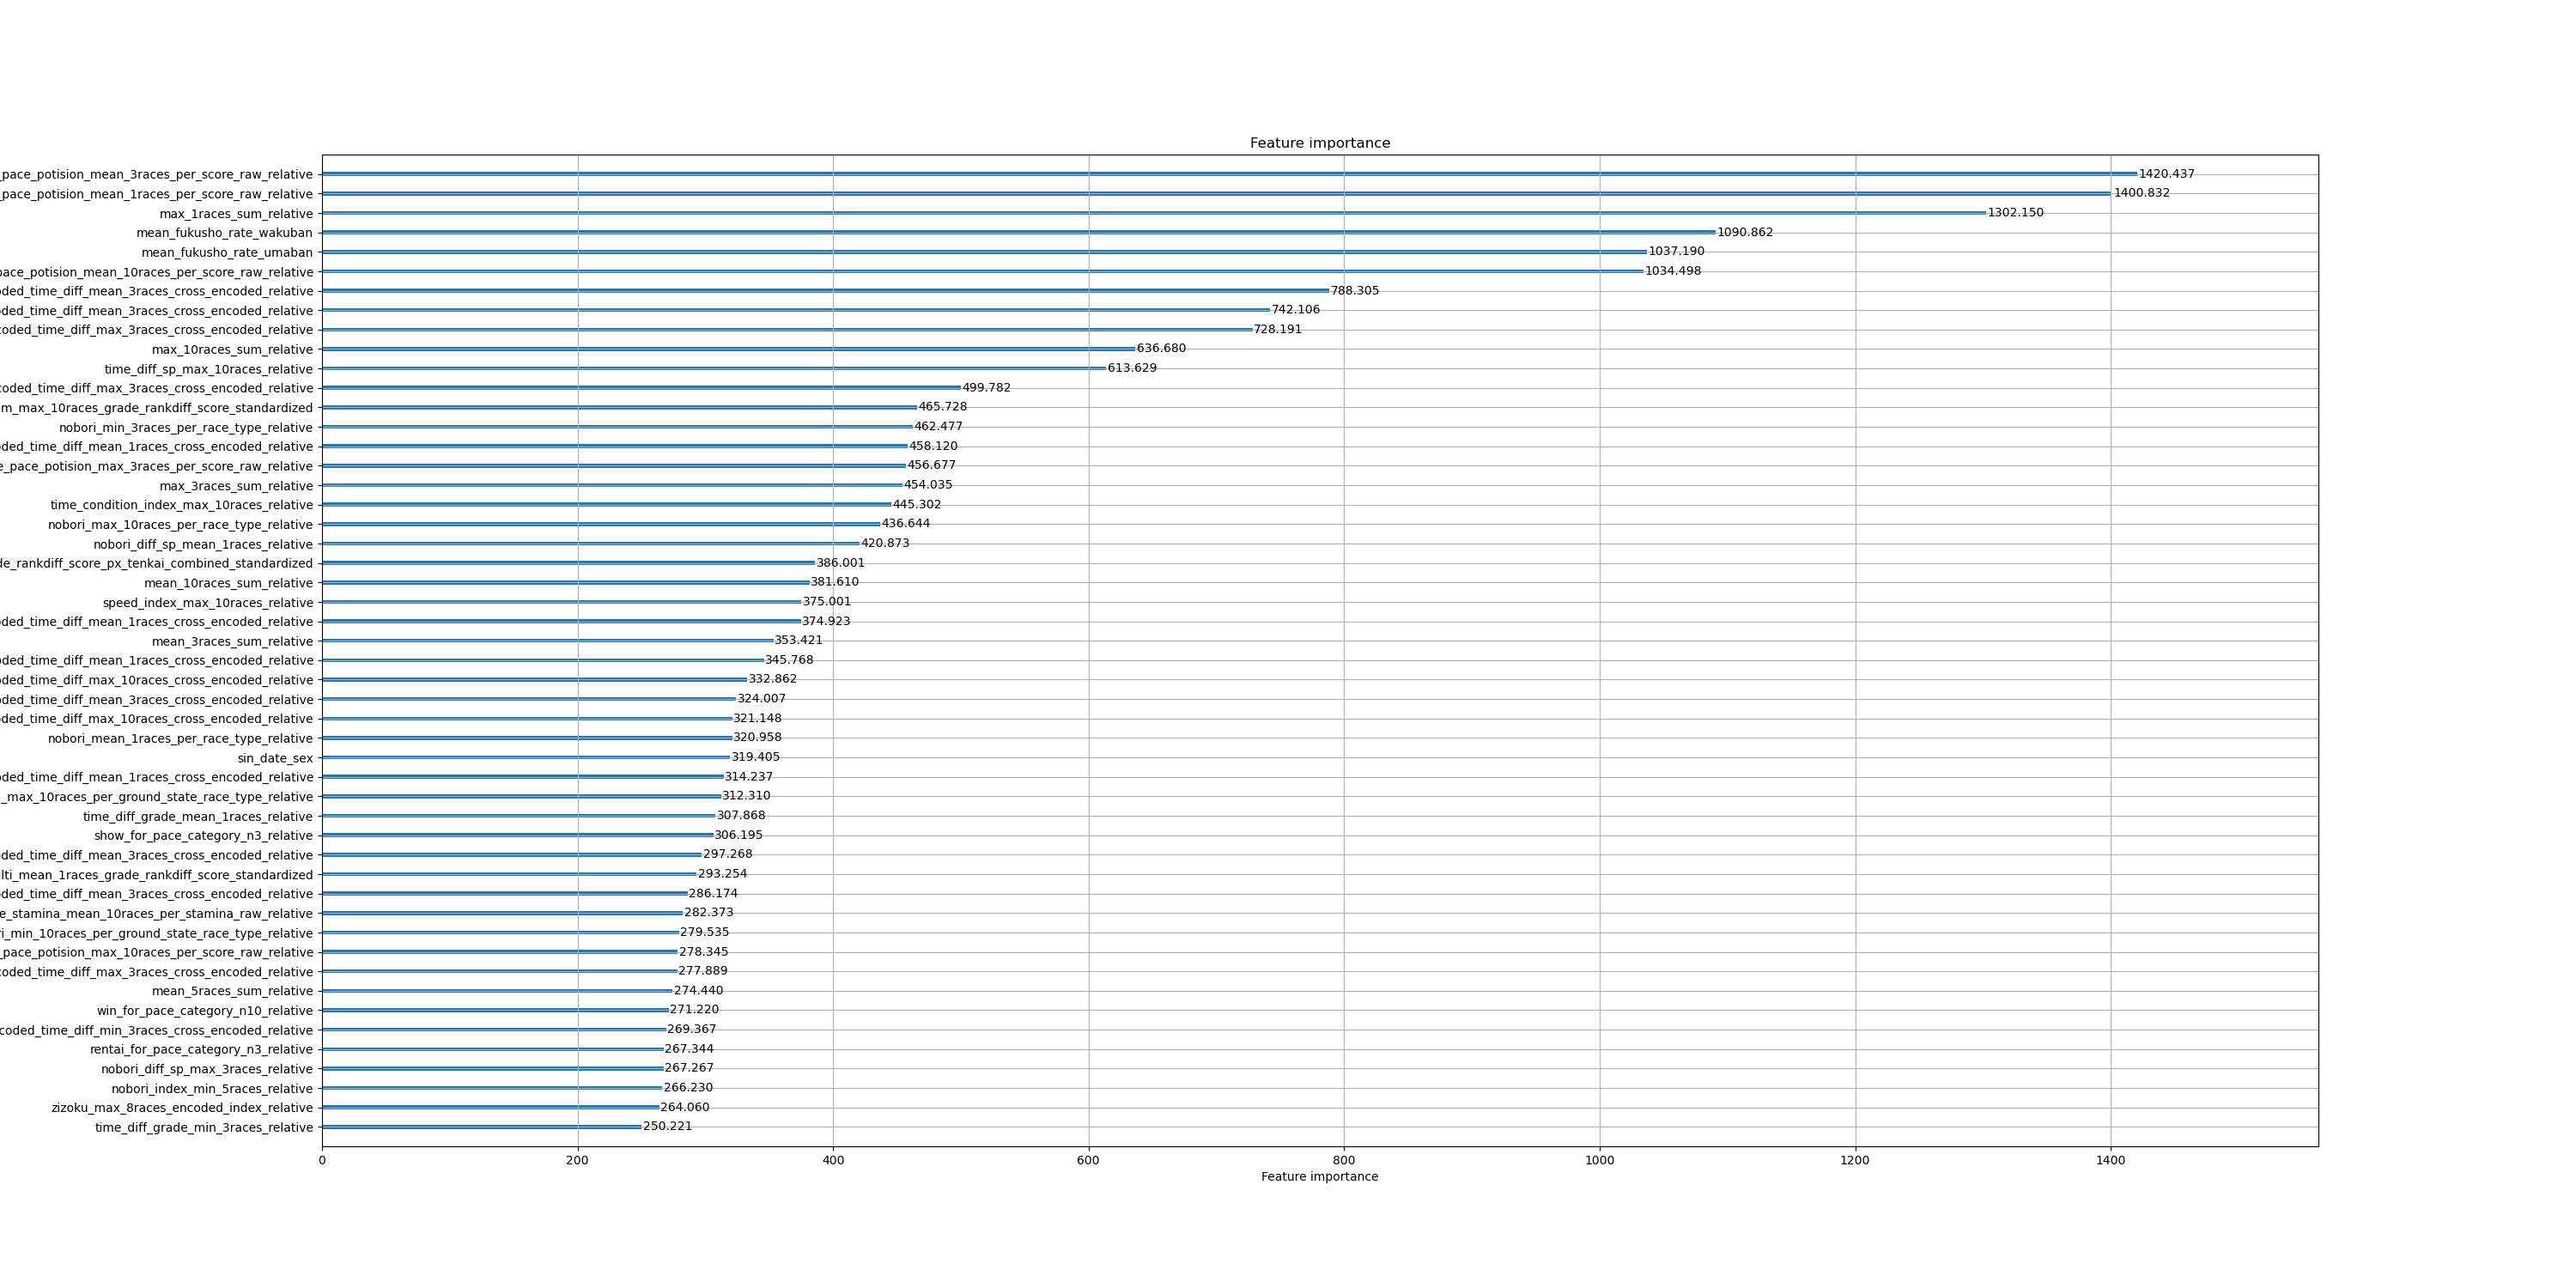 Feature importance
_pace_potision_mean_3races_per_score_raw_relative 1420.437
_pace_potision_mean_1races_per_score_raw_relative 1400.832
max_1races_sum_relative 1302.150
mean_fukusho_rate_wakuban 1090.862
mean_fukusho_rate_umaban 1037.190
pace_potision_mean_10races_per_score_raw_relative 1034.498
ded_time_diff_mean_3races_cross_encoded_relative 788.305
ded_time_diff_mean_3races_cross_encoded_relative 742.106
coded_time_diff_max_3races_cross_encoded_relative 728.191
max_10races_sum_relative 636.680
time_diff_sp_max_10races_relative 613.629
coded_time_diff_max_3races_cross_encoded_relative 499.782
m_max_10races_grade_rankdiff_score_standardized 465.728
nobori_min_3races_per_race_type_relative 462.477
ded_time_diff_mean_1races_cross_encoded_relative 458.120
e_pace_potision_max_3races_per_score_raw_relative 456.677
max_3races_sum_relative 454.035
time_condition_index_max_10races_relative 445.302
nobori_max_10races_per_race_type_relative 436.644
nobori_diff_sp_mean_1races_relative 420.873
de_rankdiff_score_px_tenkai_combined_standardized 386.001
mean_10races_sum_relative 381.610
speed_index_max_10races_relative 375.001
ded_time_diff_mean_1races_cross_encoded_relative 374.923
mean_3races_sum_relative 353.421
ded_time_diff_mean_1races_cross_encoded_relative 345.768
ded_time_diff_max_10races_cross_encoded_relative 332.862
ded_time_diff_mean_3races_cross_encoded_relative 324.007
ded_time_diff_max_10races_cross_encoded_relative 321.148
nobori_mean_1races_per_race_type_relative 320.958
sin_date_sex 319.405
ded_time_diff_mean_1races_cross_encoded_relative 314.237
_max_10races_per_ground_state_race_type_relative 312.310
time_diff_grade_mean_1races_relative 307.868
show_for_pace_category_n3_relative 306.195
ded_time_diff_mean_3races_cross_encoded_relative 297.268
lti_mean_1races_grade_rankdiff_score_standardized 293.254
ded_time_diff_mean_3races_cross_encoded_relative 286.174
e_stamina_mean_10races_per_stamina_raw_relative 282.373
i_min_10races_per_ground_state_race_type_relative 279.535
_pace_potision_max_10races_per_score_raw_relative 278.345
coded_time_diff_max_3races_cross_encoded_relative 277.889
mean_5races_sum_relative 274.440
win_for_pace_category_n10_relative 271.220
coded_time_diff_min_3races_cross_encoded_relative 269.367
rentai_for_pace_category_n3_relative 267.344
nobori_diff_sp_max_3races_relative 267.267
nobori_index_min_5races_relative 266.230
zizoku_max_8races_encoded_index_relative 264.060
time_diff_grade_min_3races_relative 250.221
0 200 400 600 800 1000 1200 1400
Feature importance